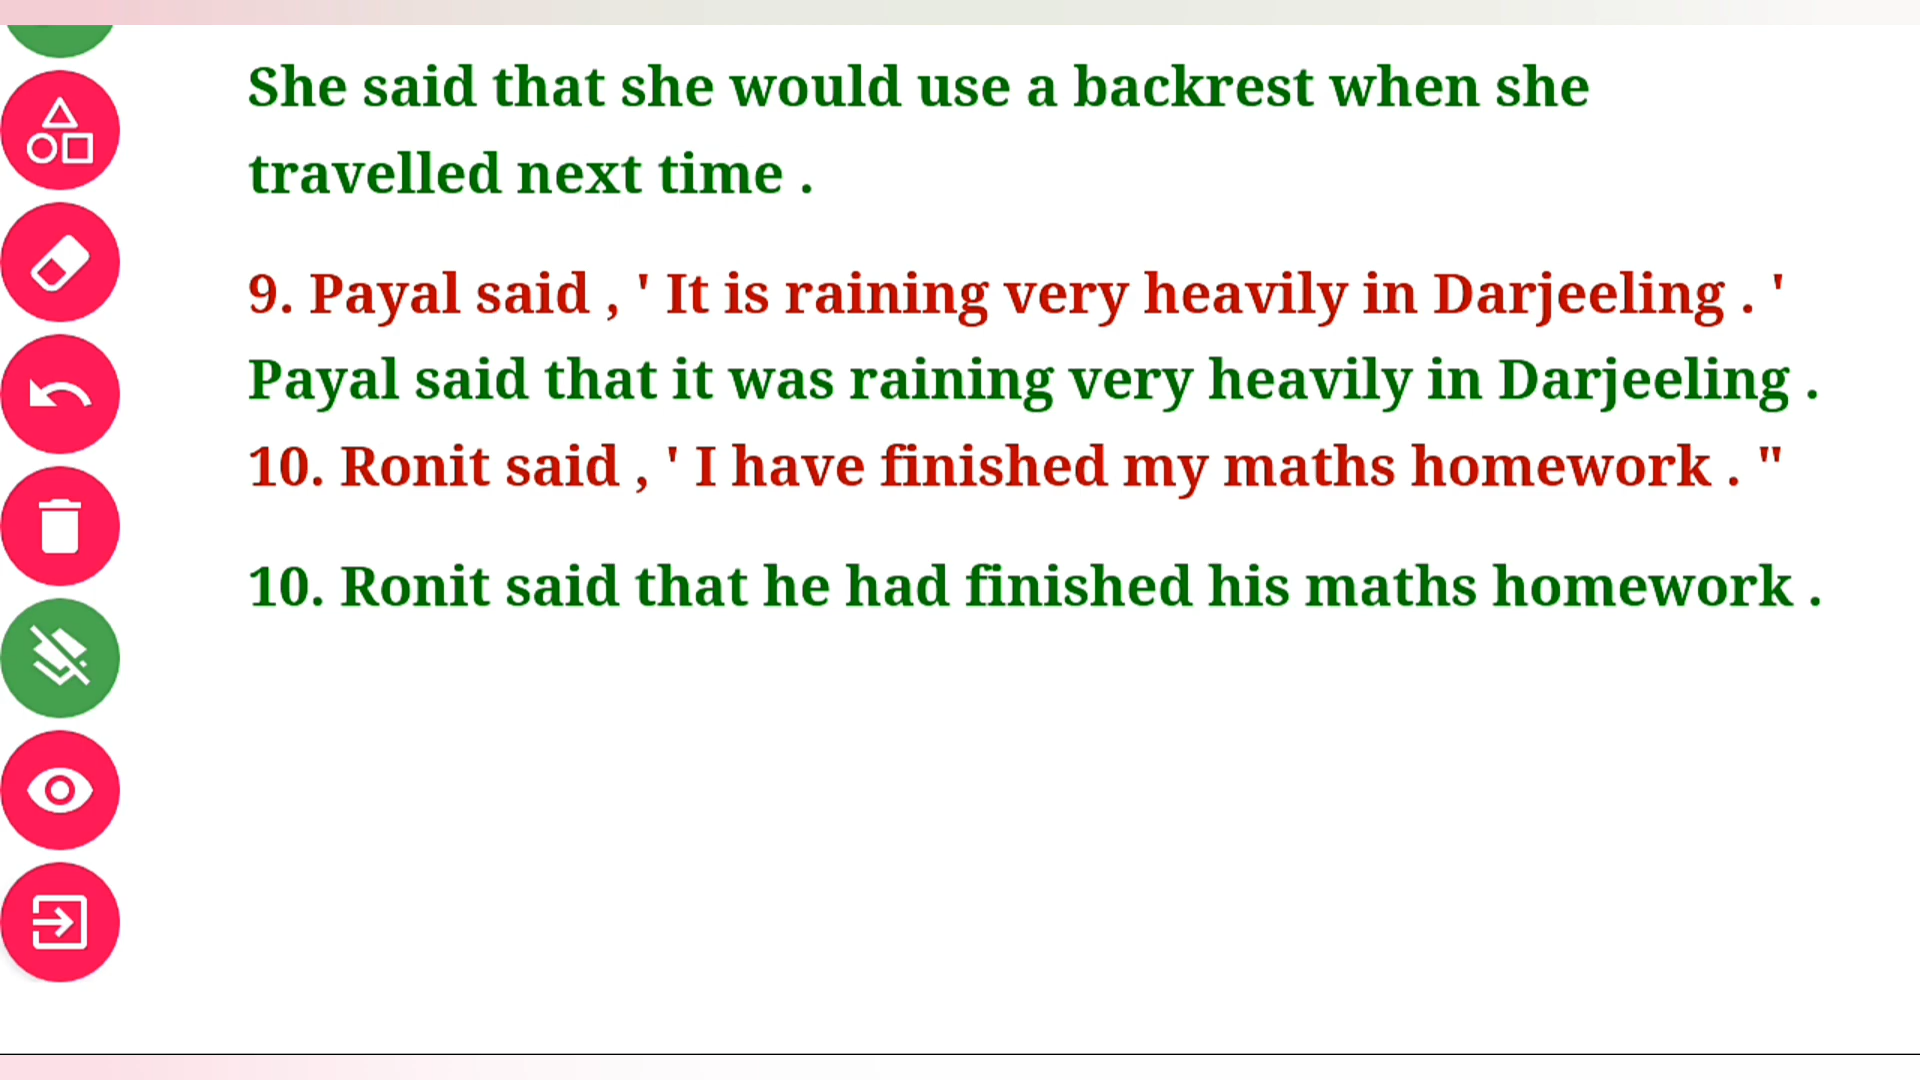 She said that she would use a backrest when she
travelled next time .
9. Payal said , ' It is raining very heavily in Darjeeling . '
Payal said that it was raining very heavily in Darjeeling .
10. Ronit said , ' I have finished my maths homework . "
10. Ronit said that he had finished his maths homework .